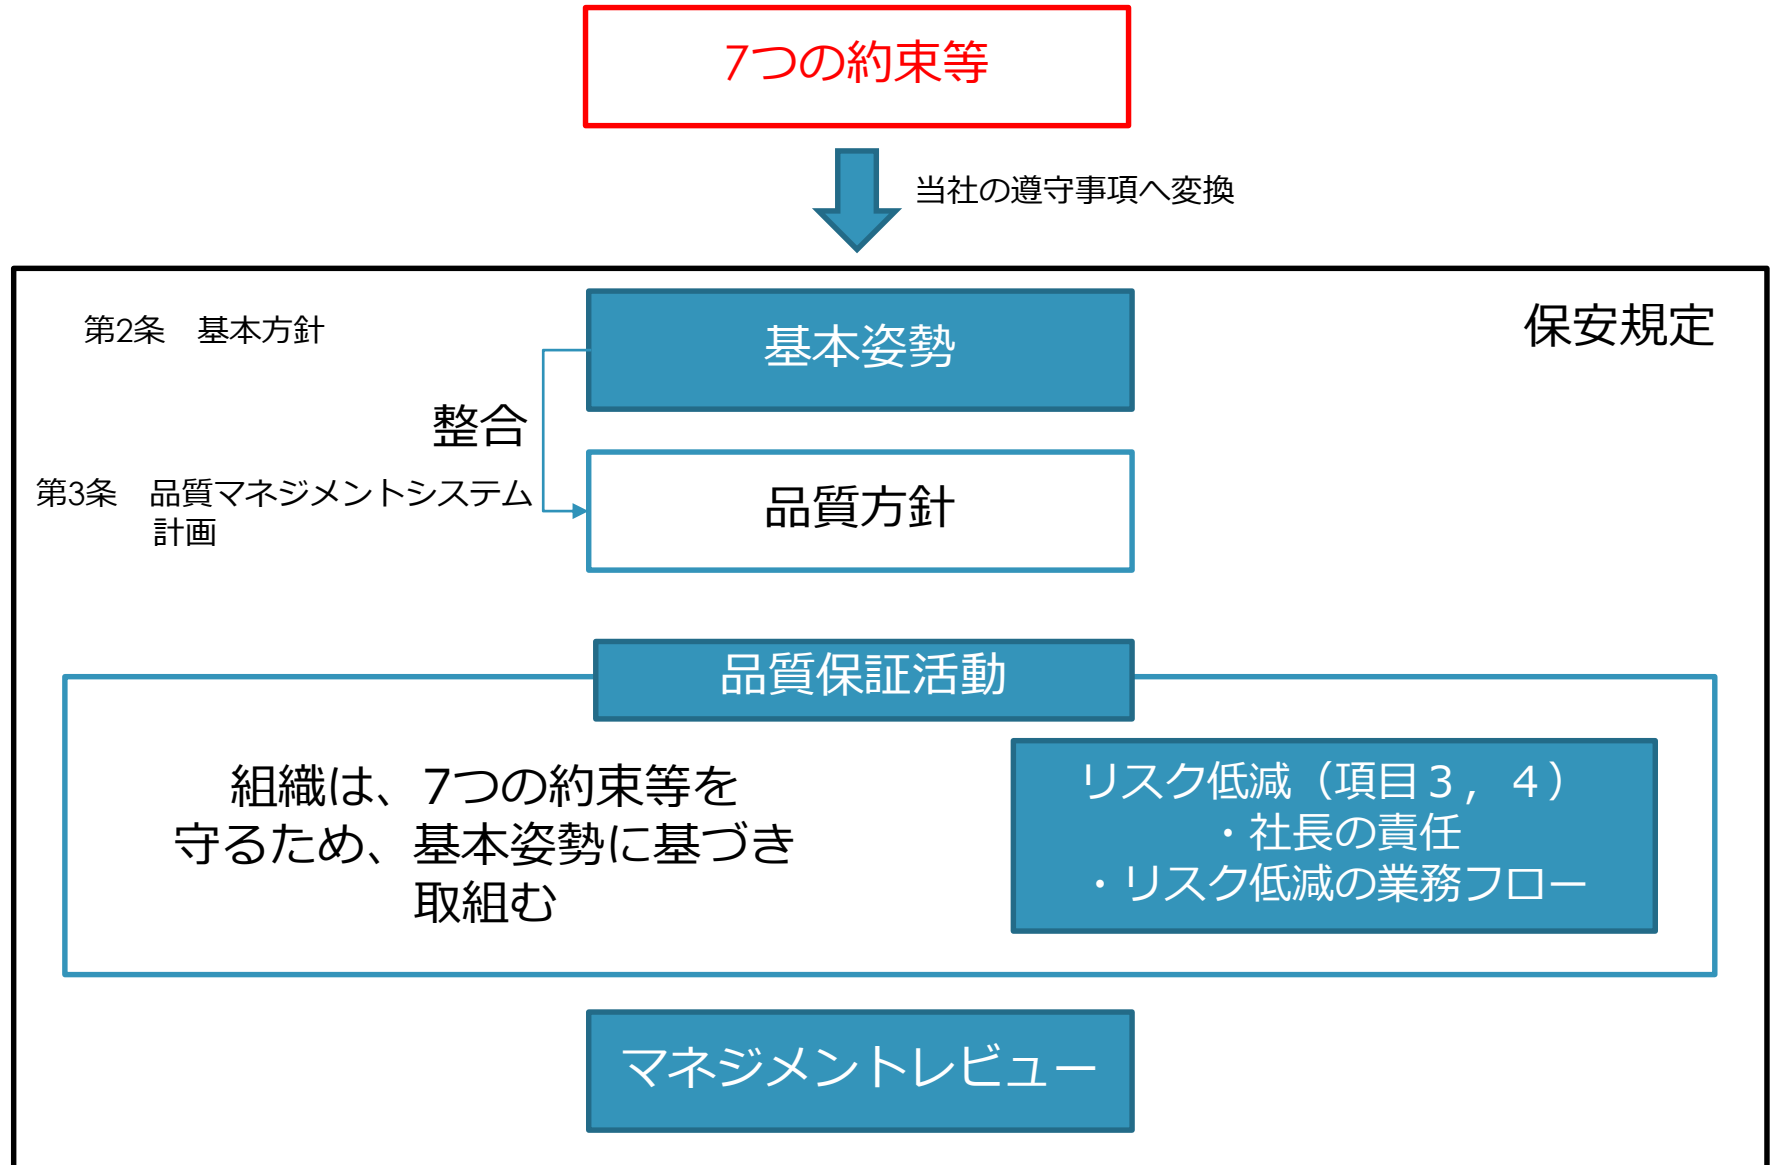 7つの約束等
当社の遵守事項へ変換
第2条　基本方針
基本姿勢
保安規定
整合
第3条　品質マネジメントシステム
計画
品質方針
品質保証活動
組織は、7つの約束等を
守るため、基本姿勢に基づき
取組む
リスク低減（項目３，４）
・社長の責任
・リスク低減の業務フロー
マネジメントレビュー